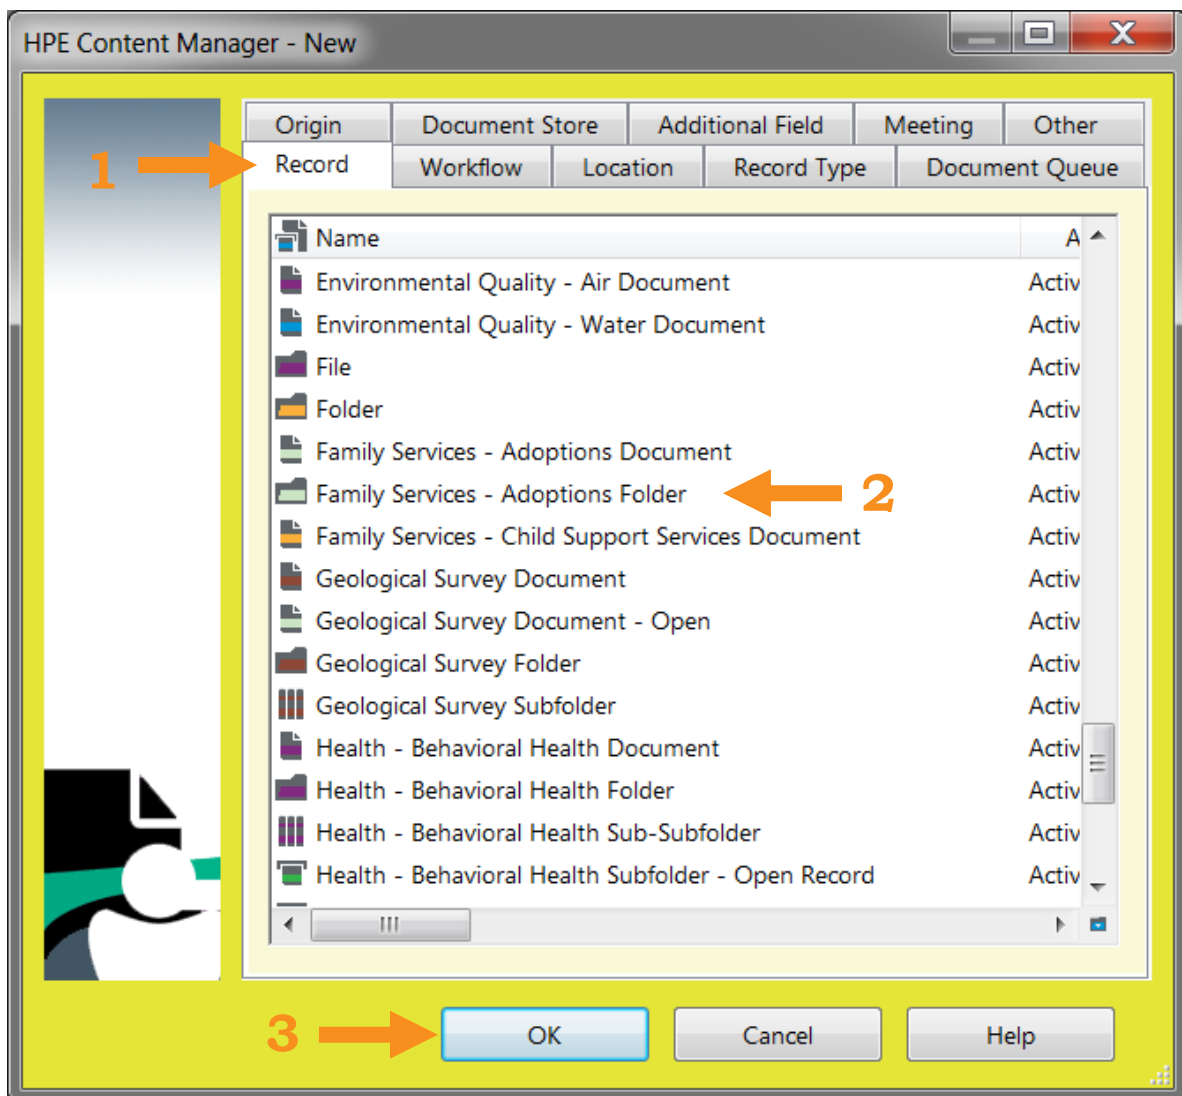 HPE Content Manager - New
Origin Document Store Additional Field Meeting Other
1 Record Workflow Location Record Type Document Queue
Name A
Environmental Quality - Air Document Activ
Environmental Quality - Water Document Activ
File Activ
Folder Activ
Family Services - Adoptions Document Activ
Family Services - Adoptions Folder 2 Activ
Family Services - Child Support Services Document Activ
Geological Survey Document Activ
Geological Survey Document - Open Activ
Geological Survey Folder Activ
Geological Survey Subfolder Activ
Health - Behavioral Health Document Activ
Health - Behavioral Health Folder Activ
Health - Behavioral Health Sub-Subfolder Activ
Health - Behavioral Health Subfolder - Open Record Activ
3 OK Cancel Help